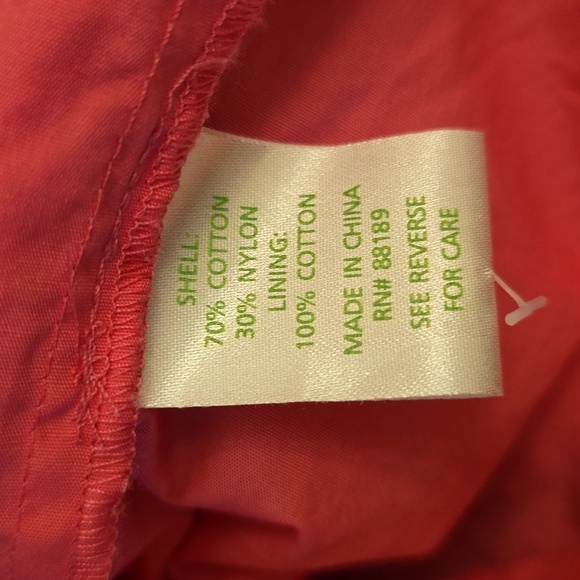 SHELL:
70% COTTON
30% NYLON
LINING:
100% COTTON
MADE IN CHINA
RN# 88189
SEE REVERSE
FOR CARE